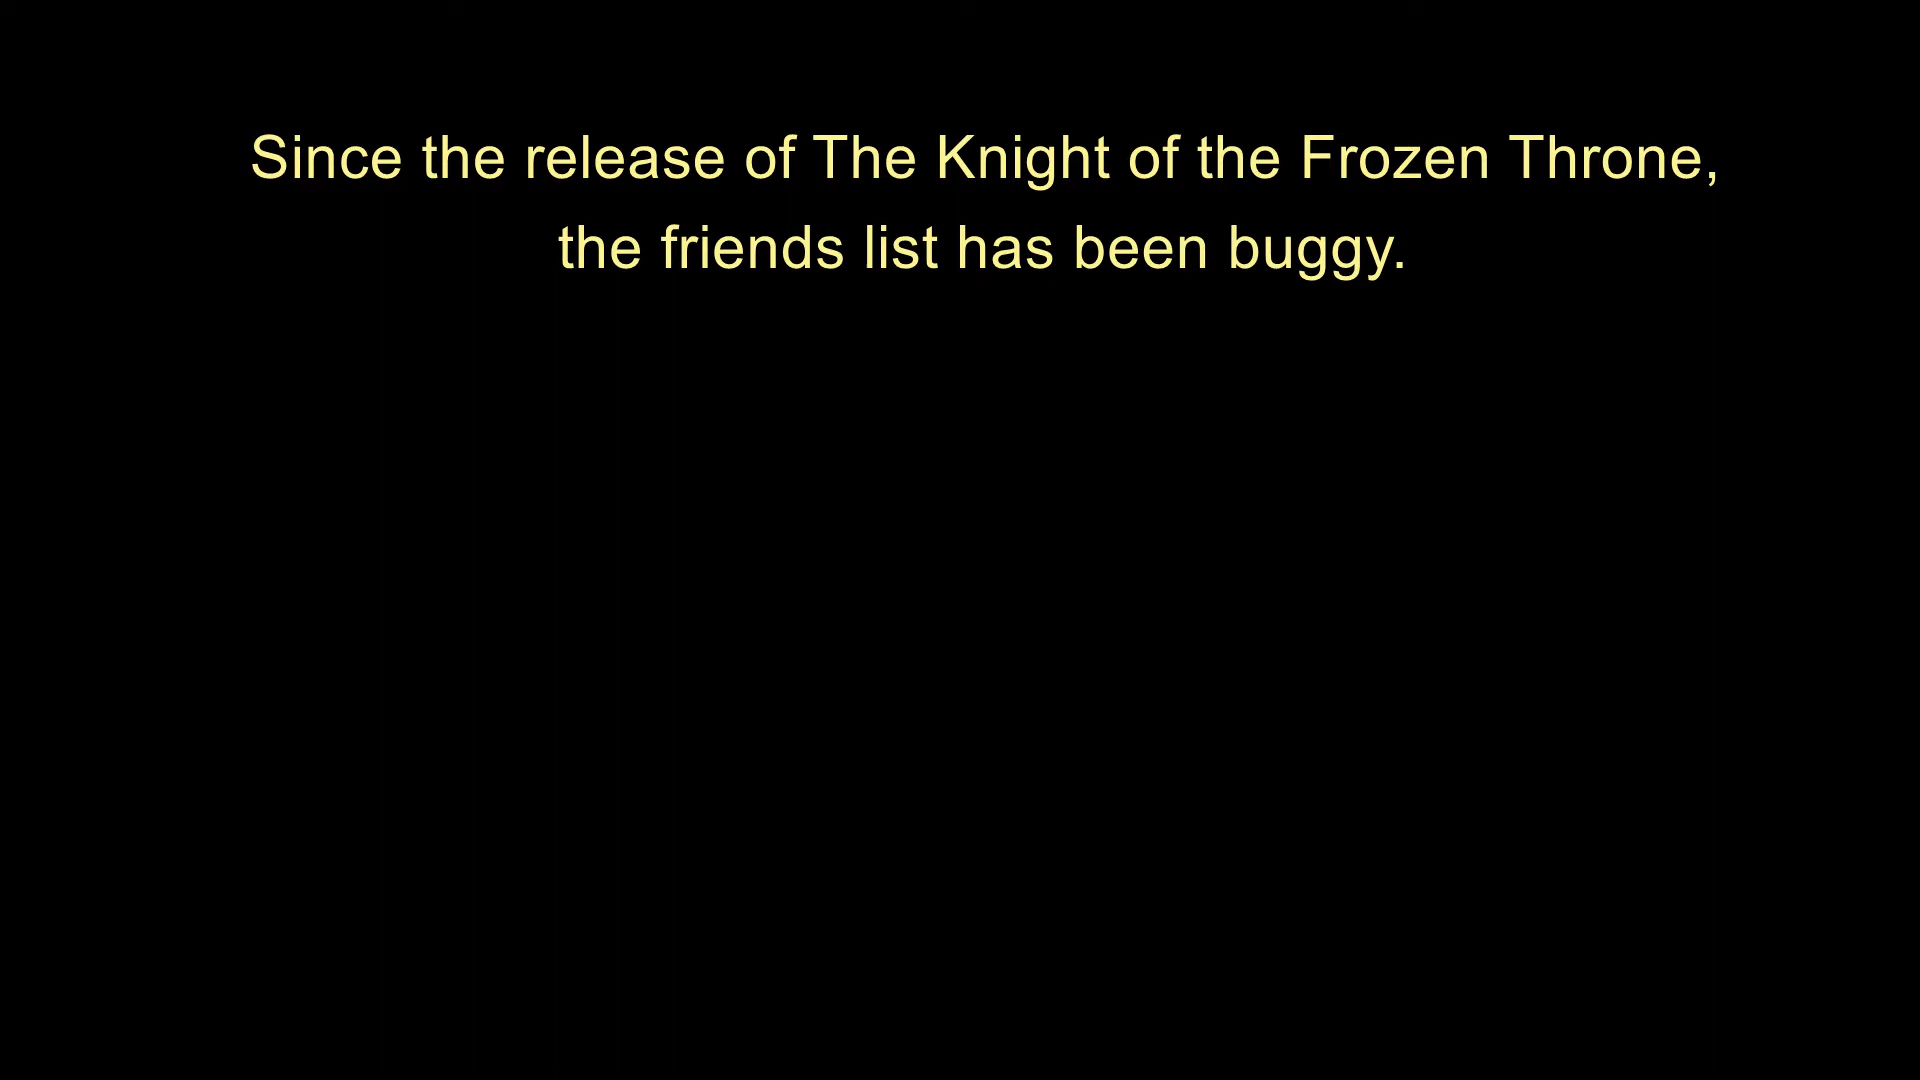 Since the release of The Knight of the Frozen Throne,
the friends list has been buggy.